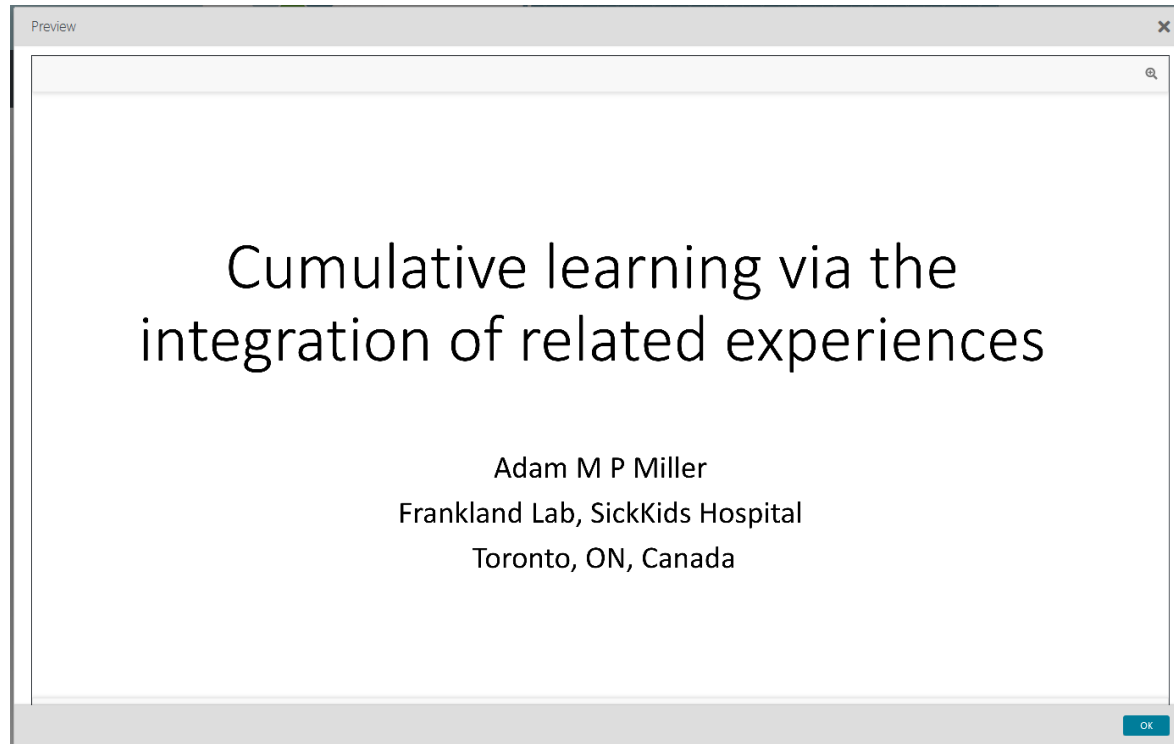 Preview
Cumulative learning via the
integration of related experiences
Adam M P Miller
Frankland Lab, SickKids Hospital
Toronto, ON, Canada
OK